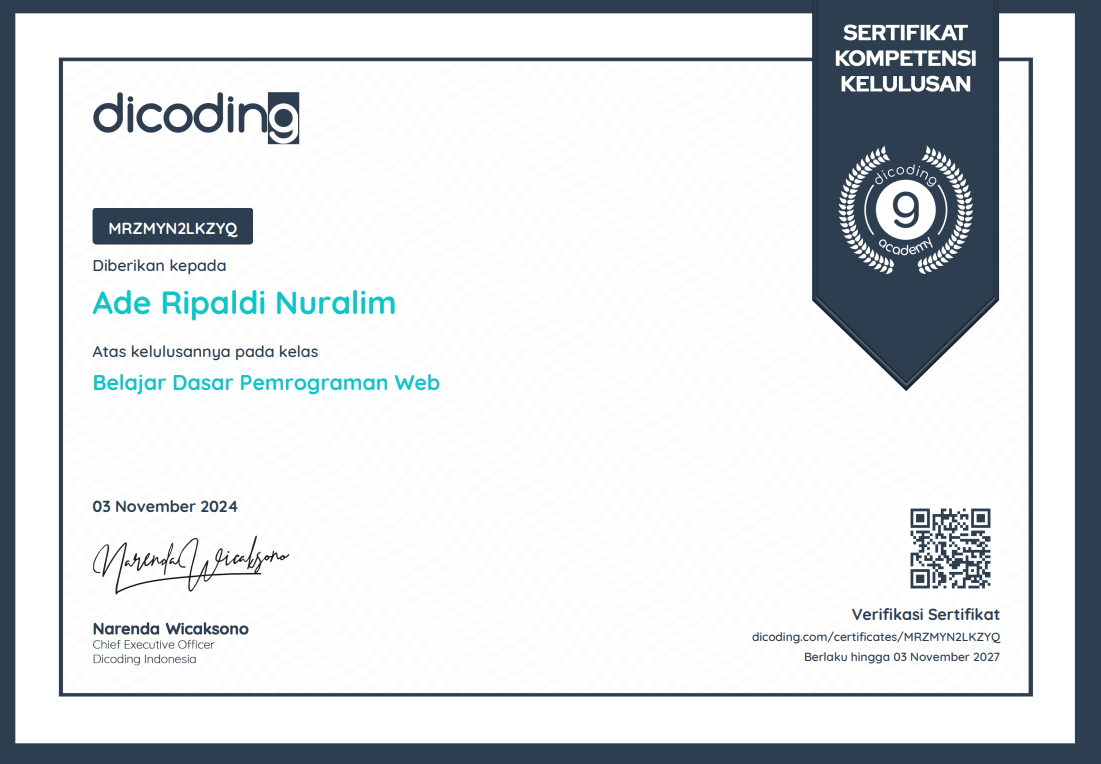 SERTIFIKAT
KOMPETENSI
KELULUSAN
dicoding
dicoding
g
academy
MRZMYN2LKZYQ
Diberikan kepada
Ade Ripaldi Nuralim
Atas kelulusannya pada kelas
Belajar Dasar Pemrograman Web
03 November 2024
Narenda Wicaksono
Narenda Wicaksono
Chief Executive Officer
Dicoding Indonesia
Verifikasi Sertifikat
dicoding.com/certificates/MRZMYN2LKZYQ
Berlaku hingga 03 November 2027